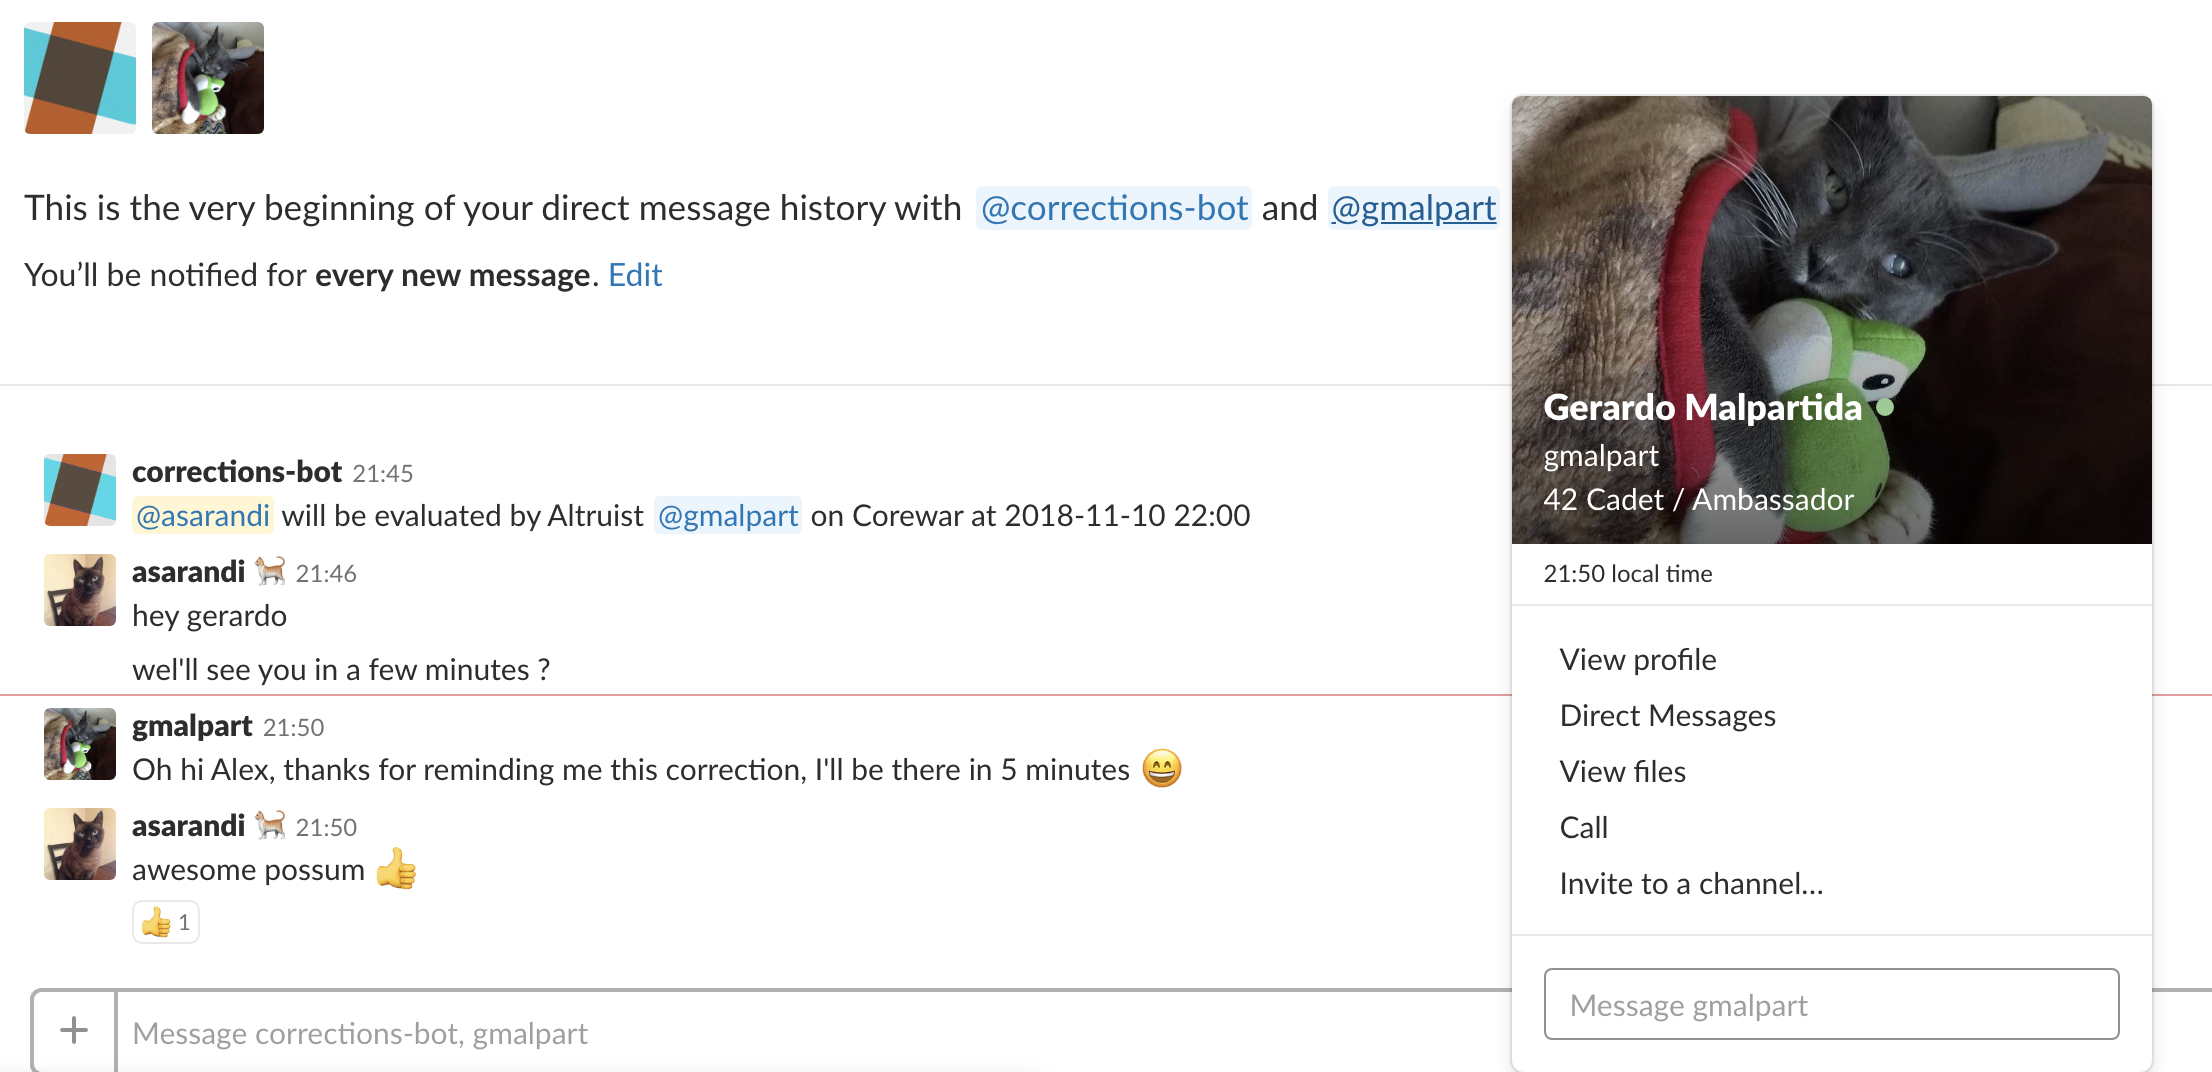 This is the very beginning of your direct message history with @corrections-bot and @gmalpart
You’ll be notified for every new message. Edit
corrections-bot 21:45
@asarandi will be evaluated by Altruist @gmalpart on Corewar at 2018-11-10 22:00
asarandi 21:46
hey gerardo
wel'll see you in a few minutes ?
gmalpart 21:50
Oh hi Alex, thanks for reminding me this correction, I'll be there in 5 minutes 😄
asarandi 21:50
awesome possum 👍
👍 1
Message corrections-bot, gmalpart
Gerardo Malpartida
gmalpart
42 Cadet / Ambassador
21:50 local time
View profile
Direct Messages
View files
Call
Invite to a channel...
Message gmalpart